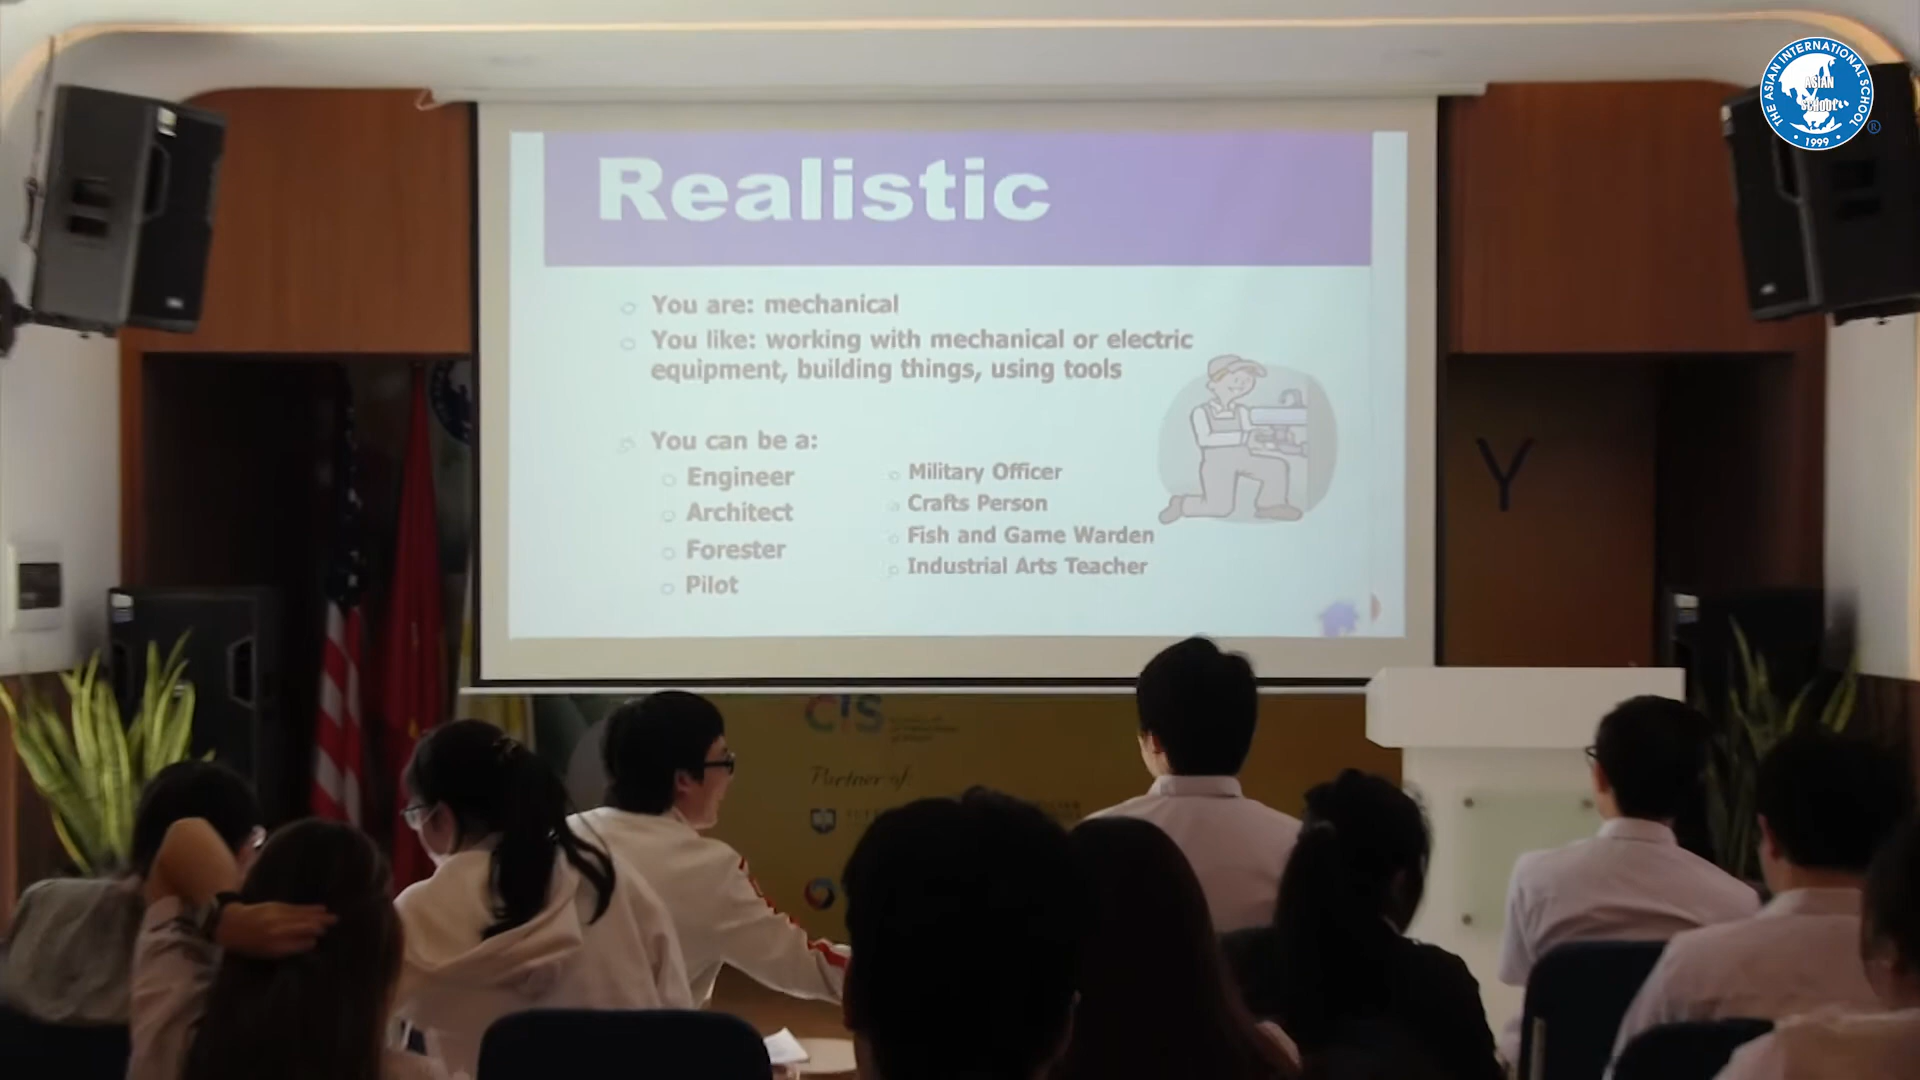 THE ASIAN INTERNATIONAL SCHOOL
ASIAN
SCHOOL
1999
®
Realistic
You are: mechanical
You like: working with mechanical or electric
equipment, building things, using tools
You can be a:
Engineer
Architect
Forester
Pilot
Military Officer
Crafts Person
Fish and Game Warden
Industrial Arts Teacher
Y
CIS
Partner of